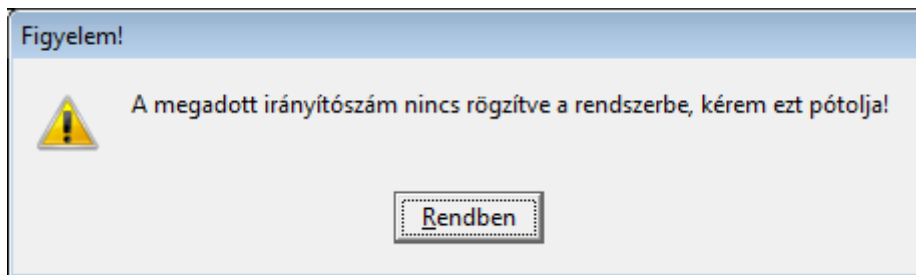 Figyelem!
A megadott irányítószám nincs rögzítve a rendszerbe, kérem ezt pótolja!
Rendben